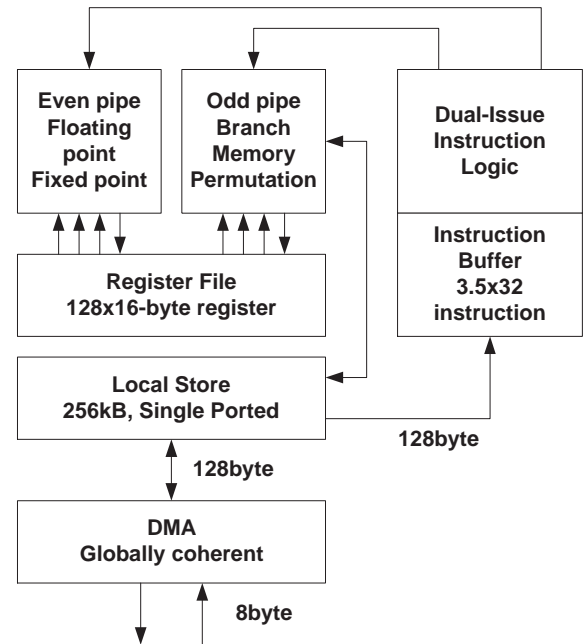 Even pipe
Floating
point
Fixed point
Odd pipe
Branch
Memory
Permutation
Dual-Issue
Instruction
Logic
Instruction
Buffer
3.5x32
instruction
Register File
128x16-byte register
Local Store
256kB, Single Ported
128byte
128byte
DMA
Globally coherent
8byte